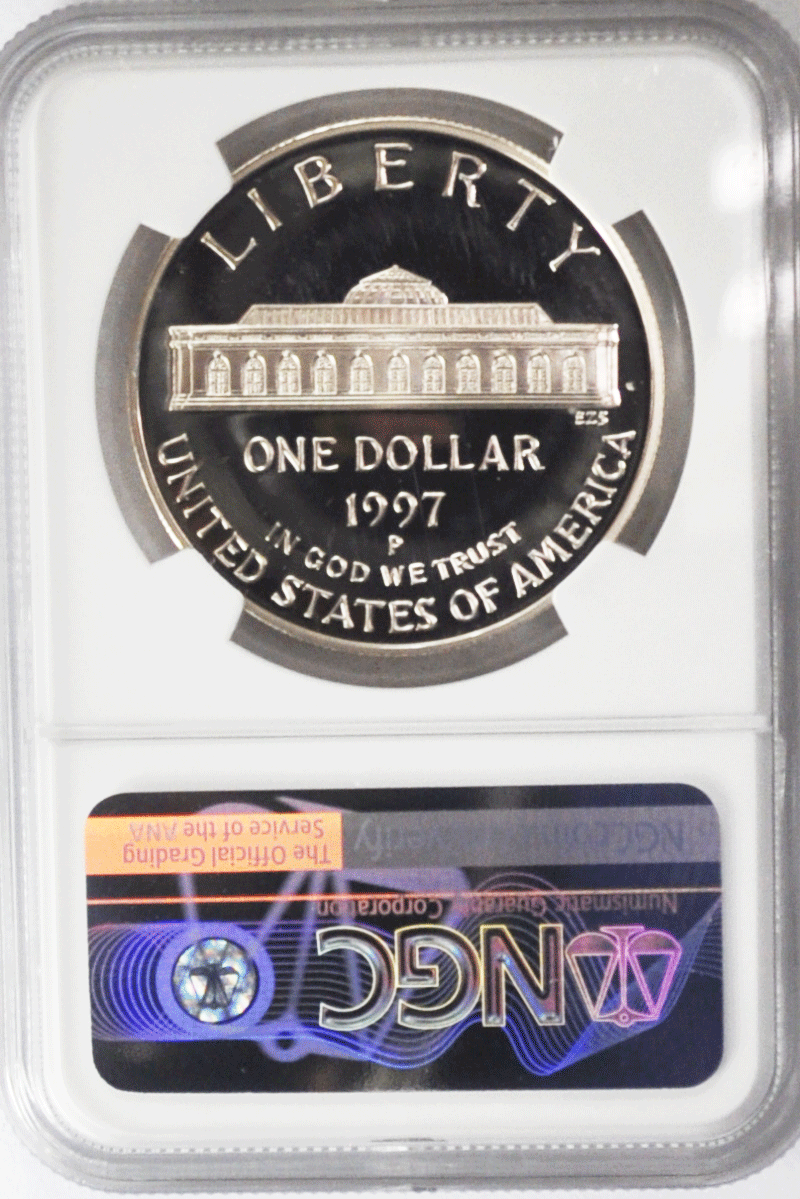 LIBERTY
EZS
ONE DOLLAR
1997
P
IN GOD WE TRUST
UNITED STATES OF AMERICA
NGC
Numismatic Guaranty Corporation
The Official Grading
Service of the ANA